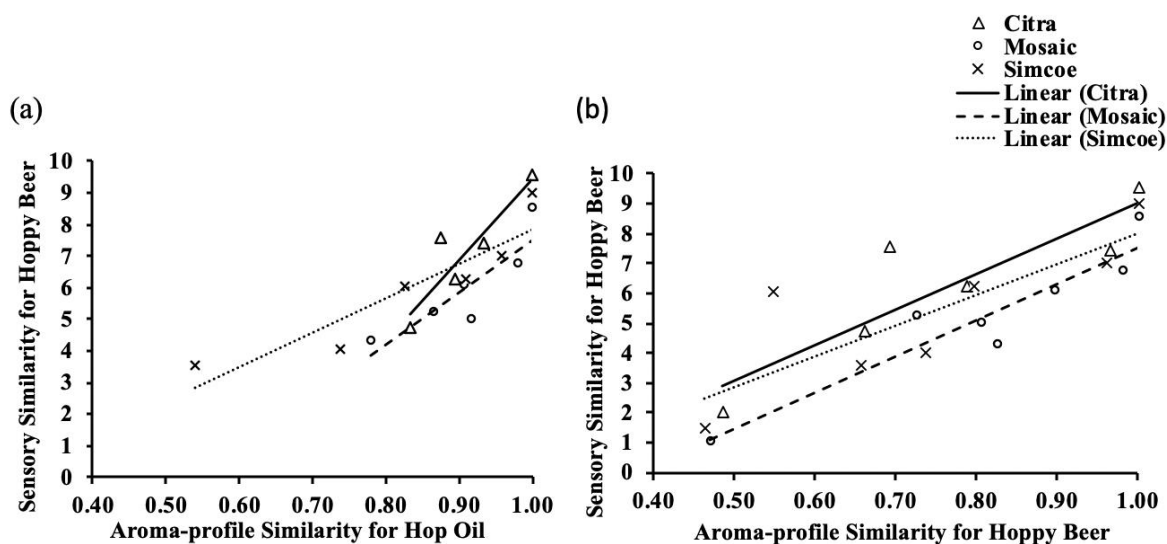 Citra
Mosaic
Simcoe
Linear (Citra)
Linear (Mosaic)
Linear (Simcoe)
(a)
Sensory Similarity for Hoppy Beer
10
9
8
7
6
5
4
3
2
1
0
0.40 0.50 0.60 0.70 0.80 0.90 1.00
Aroma-profile Similarity for Hop Oil
(b)
Sensory Similarity for Hoppy Beer
10
9
8
7
6
5
4
3
2
1
0
0.40 0.50 0.60 0.70 0.80 0.90 1.00
Aroma-profile Similarity for Hoppy Beer